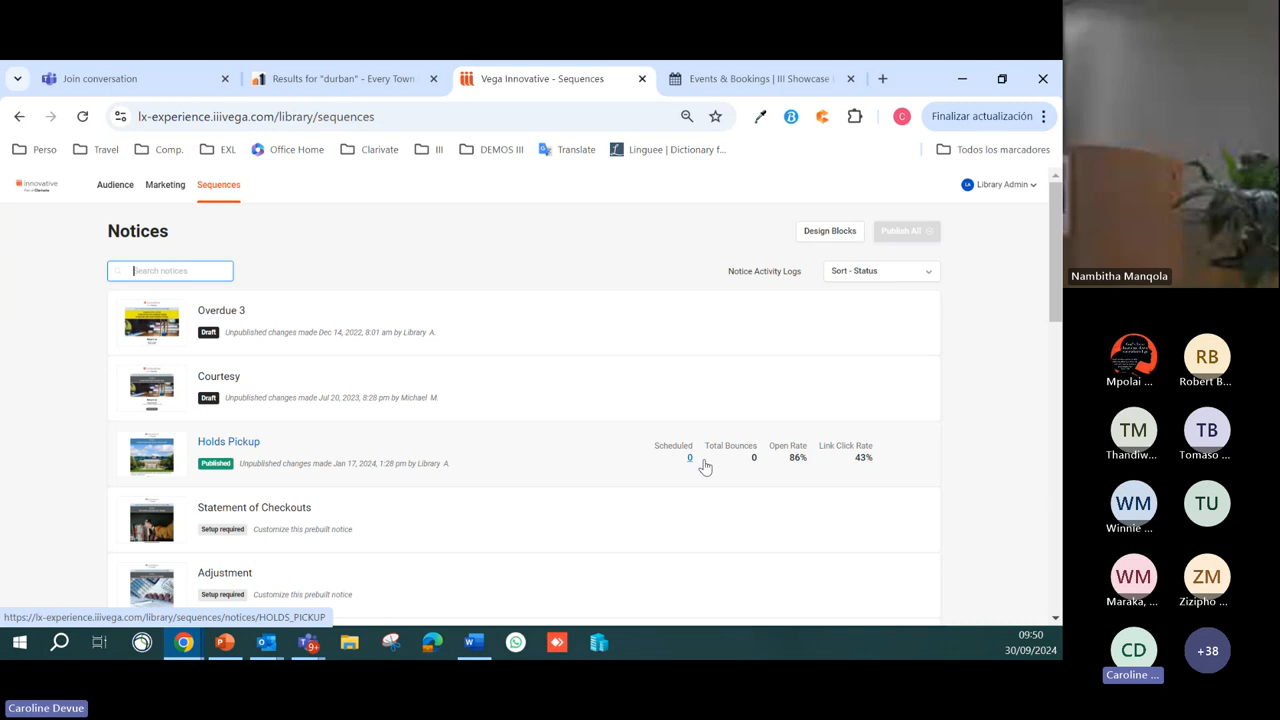 Join conversation
Results for "durban" - Every Town
Vega Innovative - Sequences
Events & Bookings | III Showcase
lx-experience.iiivega.com/library/sequences
Finalizar actualización
C
Perso
Travel
Comp.
EXL
Office Home
Clarivate
III
DEMOS III
Translate
Linguee | Dictionary f...
Todos los marcadores
innovative
Part of Clarivate
Audience
Marketing
Sequences
LA
Library Admin
Notices
Design Blocks
Publish All
Search notices
Notice Activity Logs
Sort - Status
Overdue 3
Draft
Unpublished changes made Dec 14, 2022, 8:01 am by Library A.
Courtesy
Draft
Unpublished changes made Jul 20, 2023, 8:28 pm by Michael M.
Holds Pickup
Published
Unpublished changes made Jan 17, 2024, 1:28 pm by Library A.
Scheduled
0
Total Bounces
0
Open Rate
86%
Link Click Rate
43%
Statement of Checkouts
Setup required
Customize this prebuilt notice
Adjustment
Setup required
Customize this prebuilt notice
https://lx-experience.iiivega.com/library/sequences/notices/HOLDS_PICKUP
9+
09:50
30/09/2024
Caroline Devue
Nambitha Manqola
Mpolai ...
RB
Robert B...
TM
Thandiw...
TB
Tomaso ...
WM
Winnie ...
TU
WM
Maraka, ...
ZM
Zizipho ...
CD
Caroline ...
+38